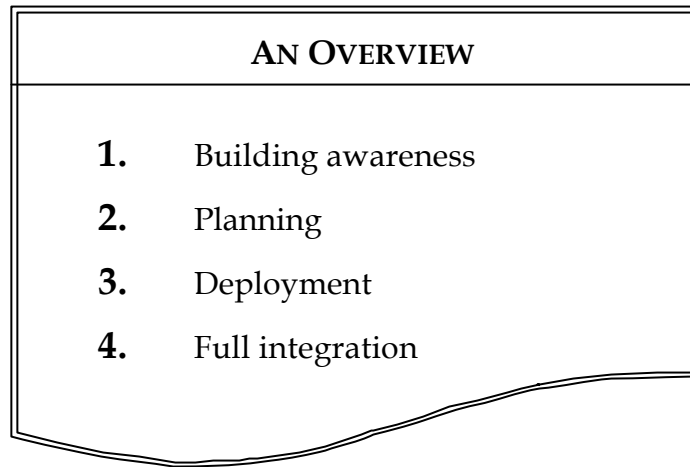 AN OVERVIEW
1. Building awareness
2. Planning
3. Deployment
4. Full integration